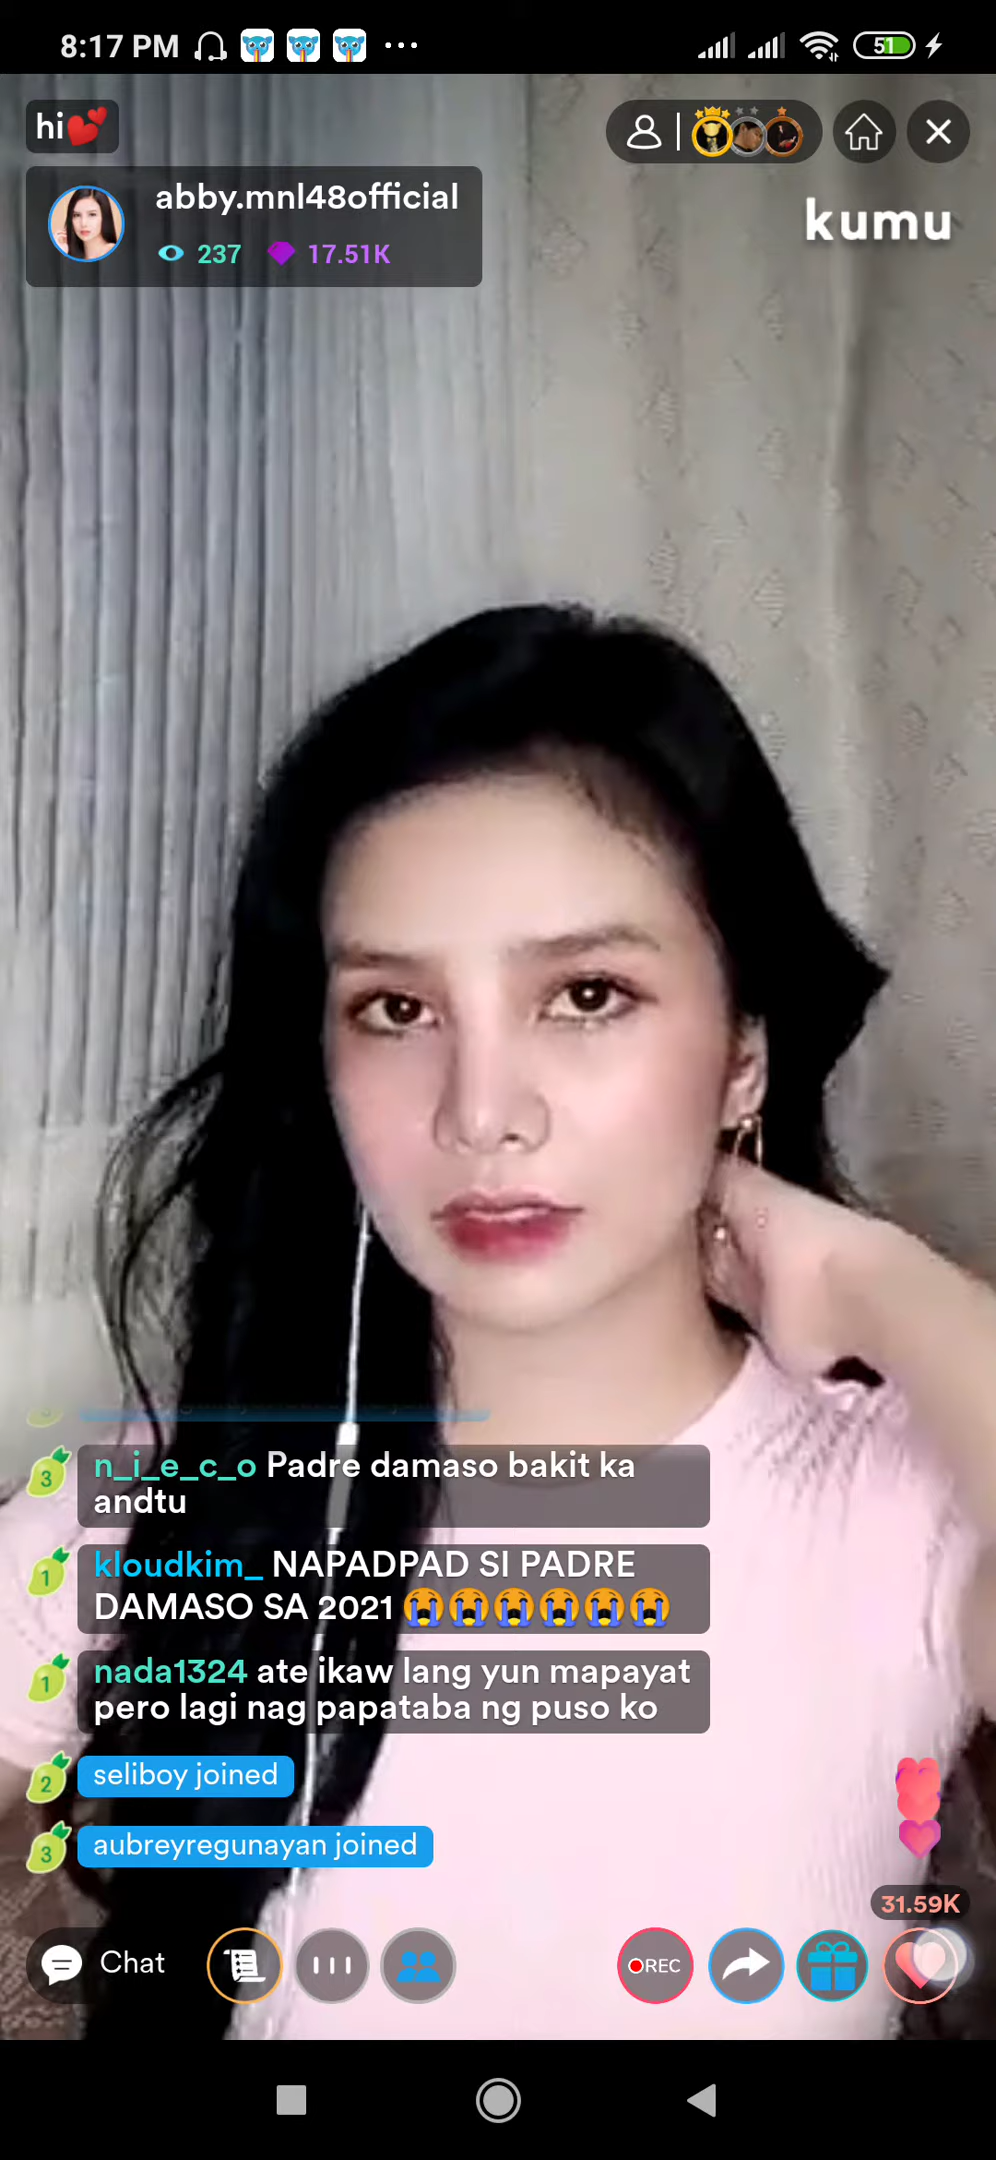 8:17 PM
51
hi💕
abby.mnl48official
237 17.51K
kumu
n_i_e_c_o Padre damaso bakit ka
andtu
kloudkim_ NAPADPAD SI PADRE
DAMASO SA 2021 😭😭😭😭😭😭
nada1324 ate ikaw lang yun mapayat
pero lagi nag papataba ng puso ko
seliboy joined
aubreyregunayan joined
3
1
1
2
3
31.59K
Chat
REC